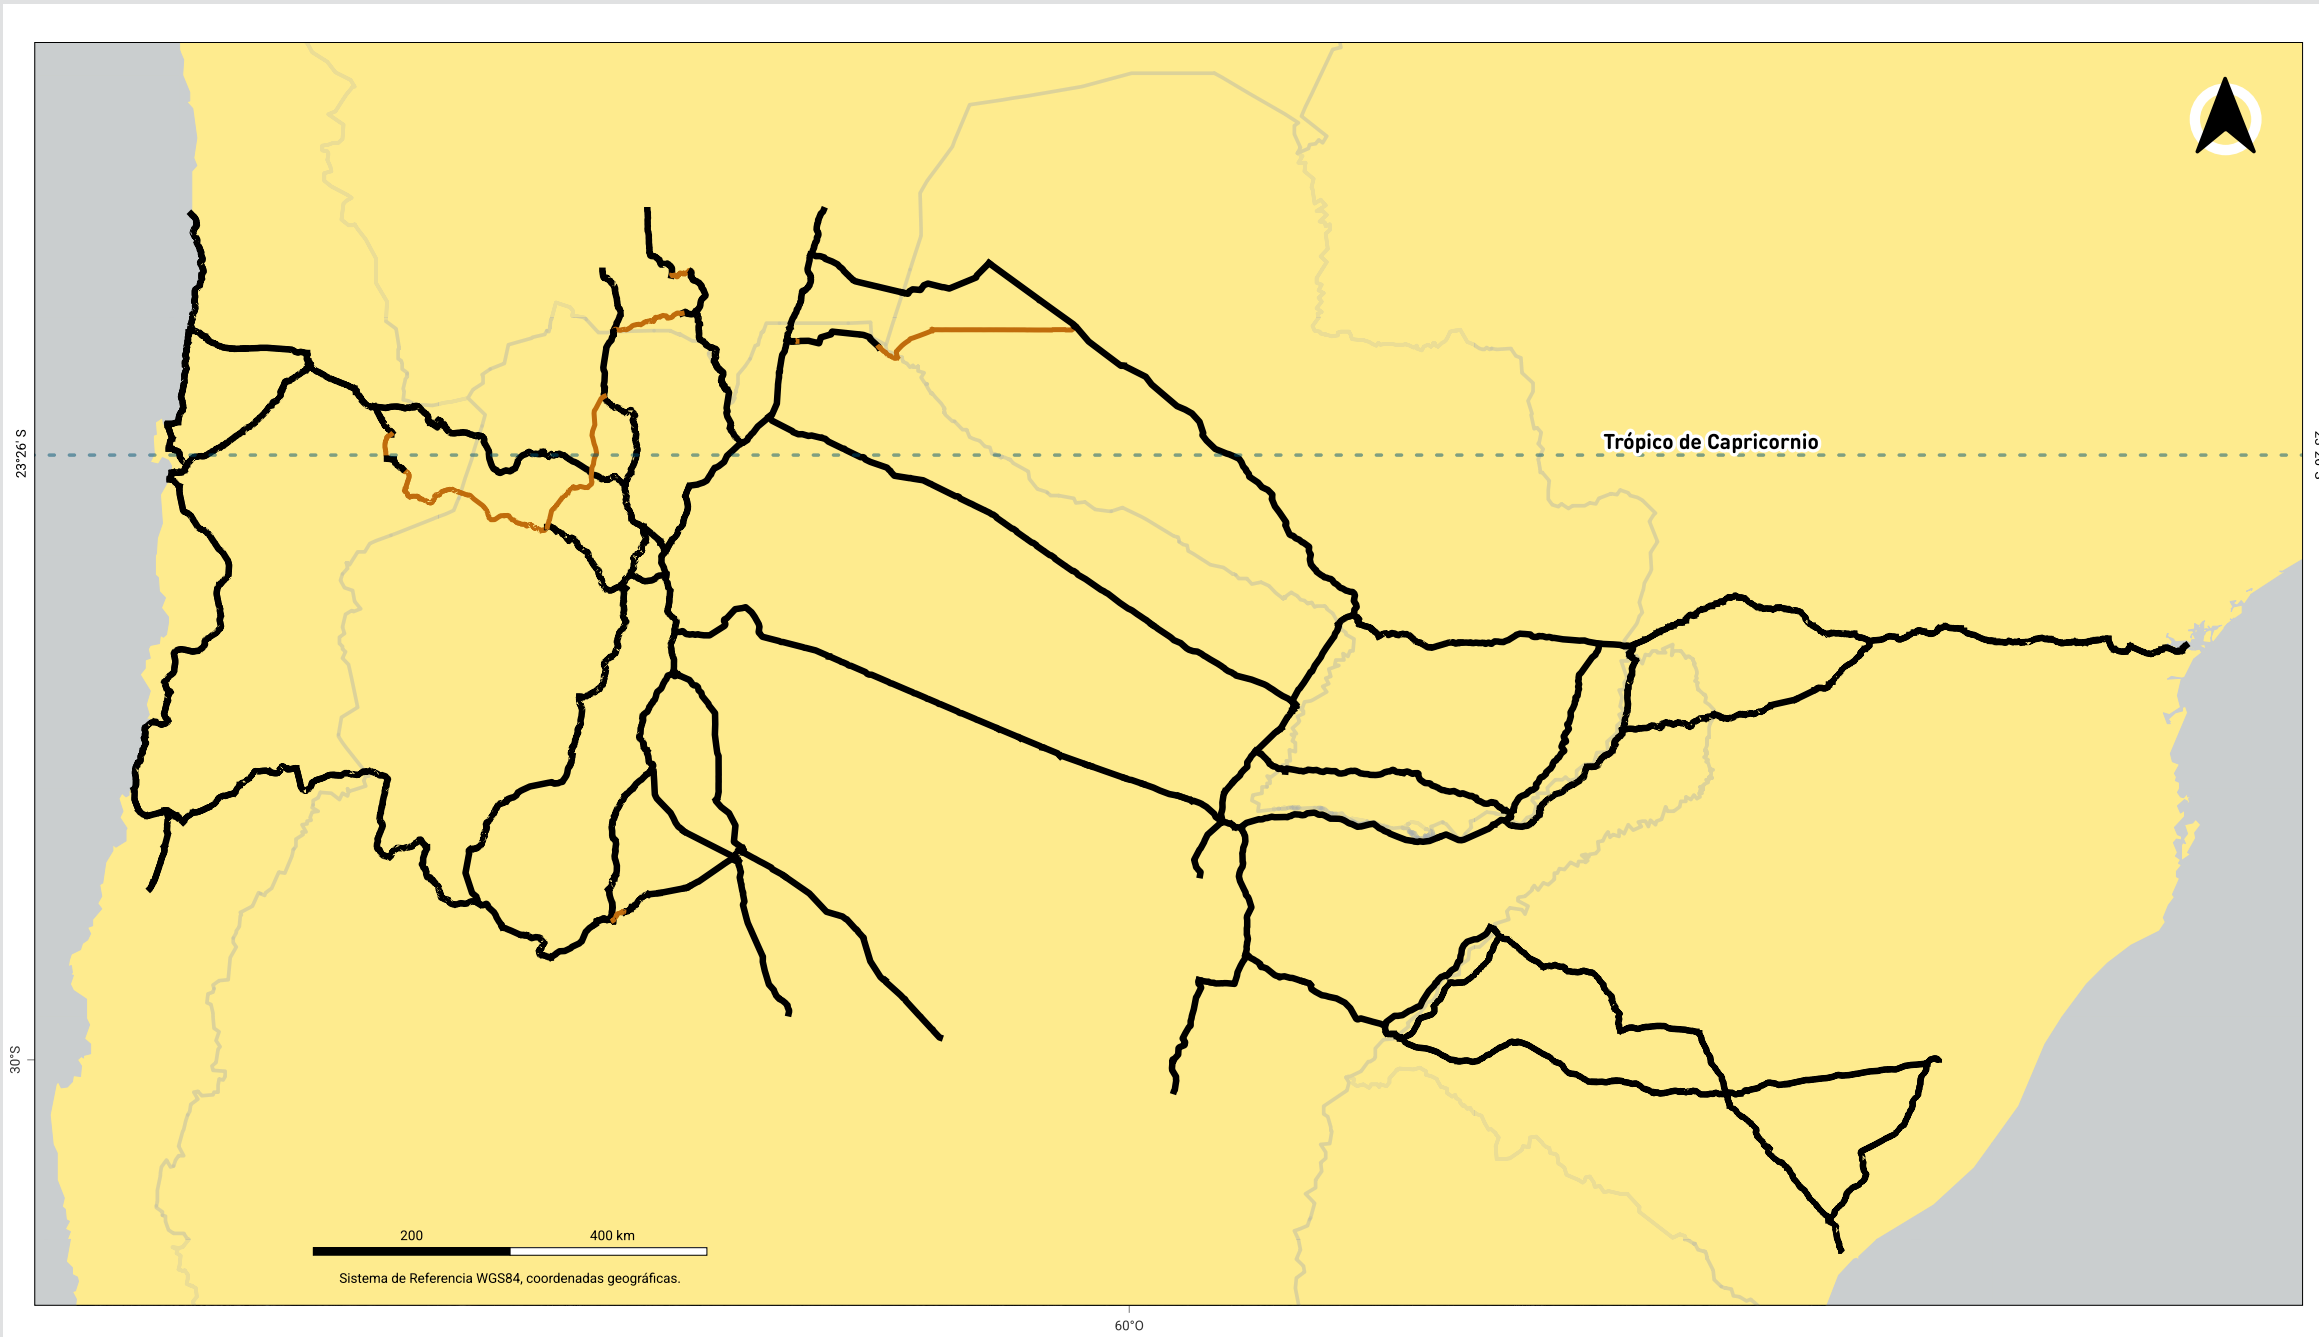 Trópico de Capricornio
23°26' S
30°S
200 400 km
Sistema de Referencia WGS84, coordenadas geográficas.
60°O